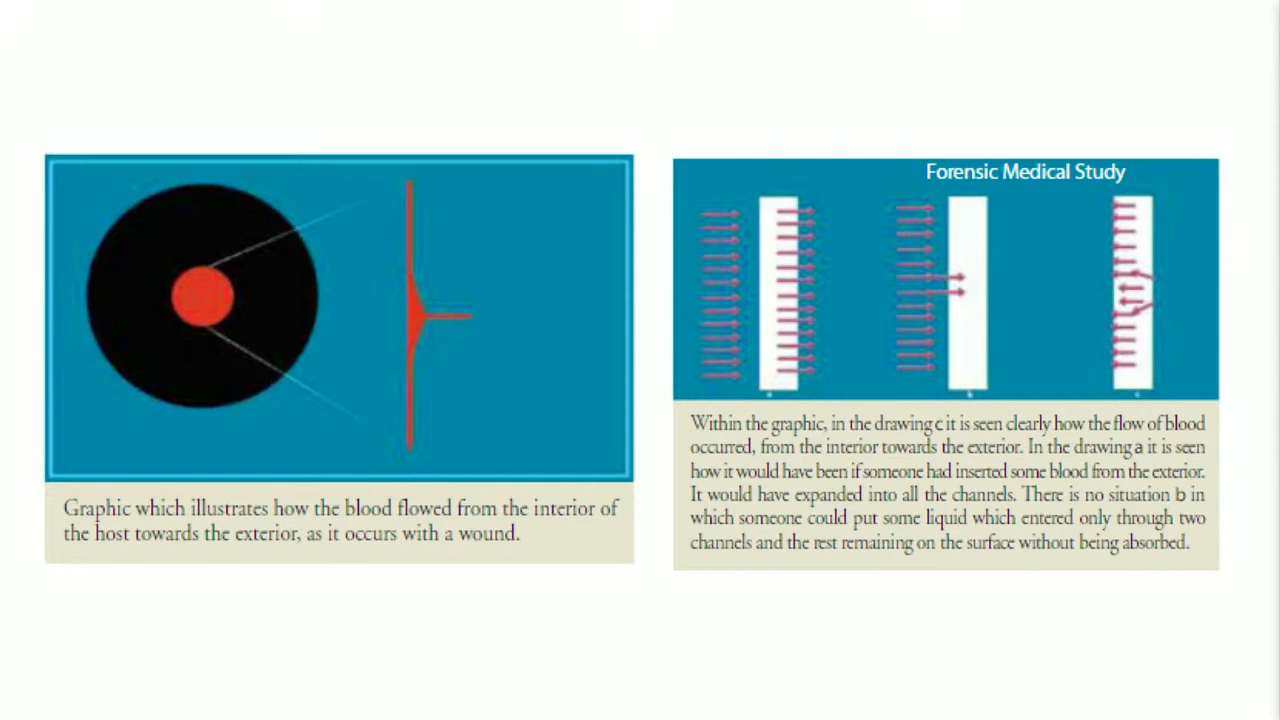 Graphic which illustrates how the blood flowed from the interior of
the host towards the exterior, as it occurs with a wound.
Forensic Medical Study
Within the graphic, in the drawing c it is seen clearly how the flow of blood
occurred, from the interior towards the exterior. In the drawing a it is seen
how it would have been if someone had inserted some blood from the exterior.
It would have expanded into all the channels. There is no situation b in
which someone could put some liquid which entered only through two
channels and the rest remaining on the surface without being absorbed.